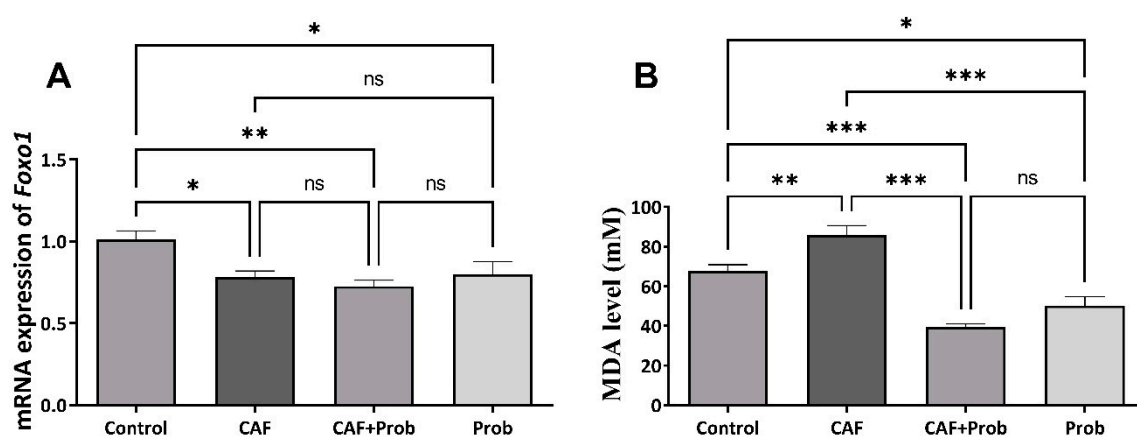 A
mRNA expression of Foxo1
*
ns
**
*
ns
ns
1.5
1.0
0.5
0.0
Control
CAF
CAF+Prob
Prob
B
MDA level (mM)
*
***
***
**
***
ns
100
80
60
40
20
0
Control
CAF
CAF+Prob
Prob